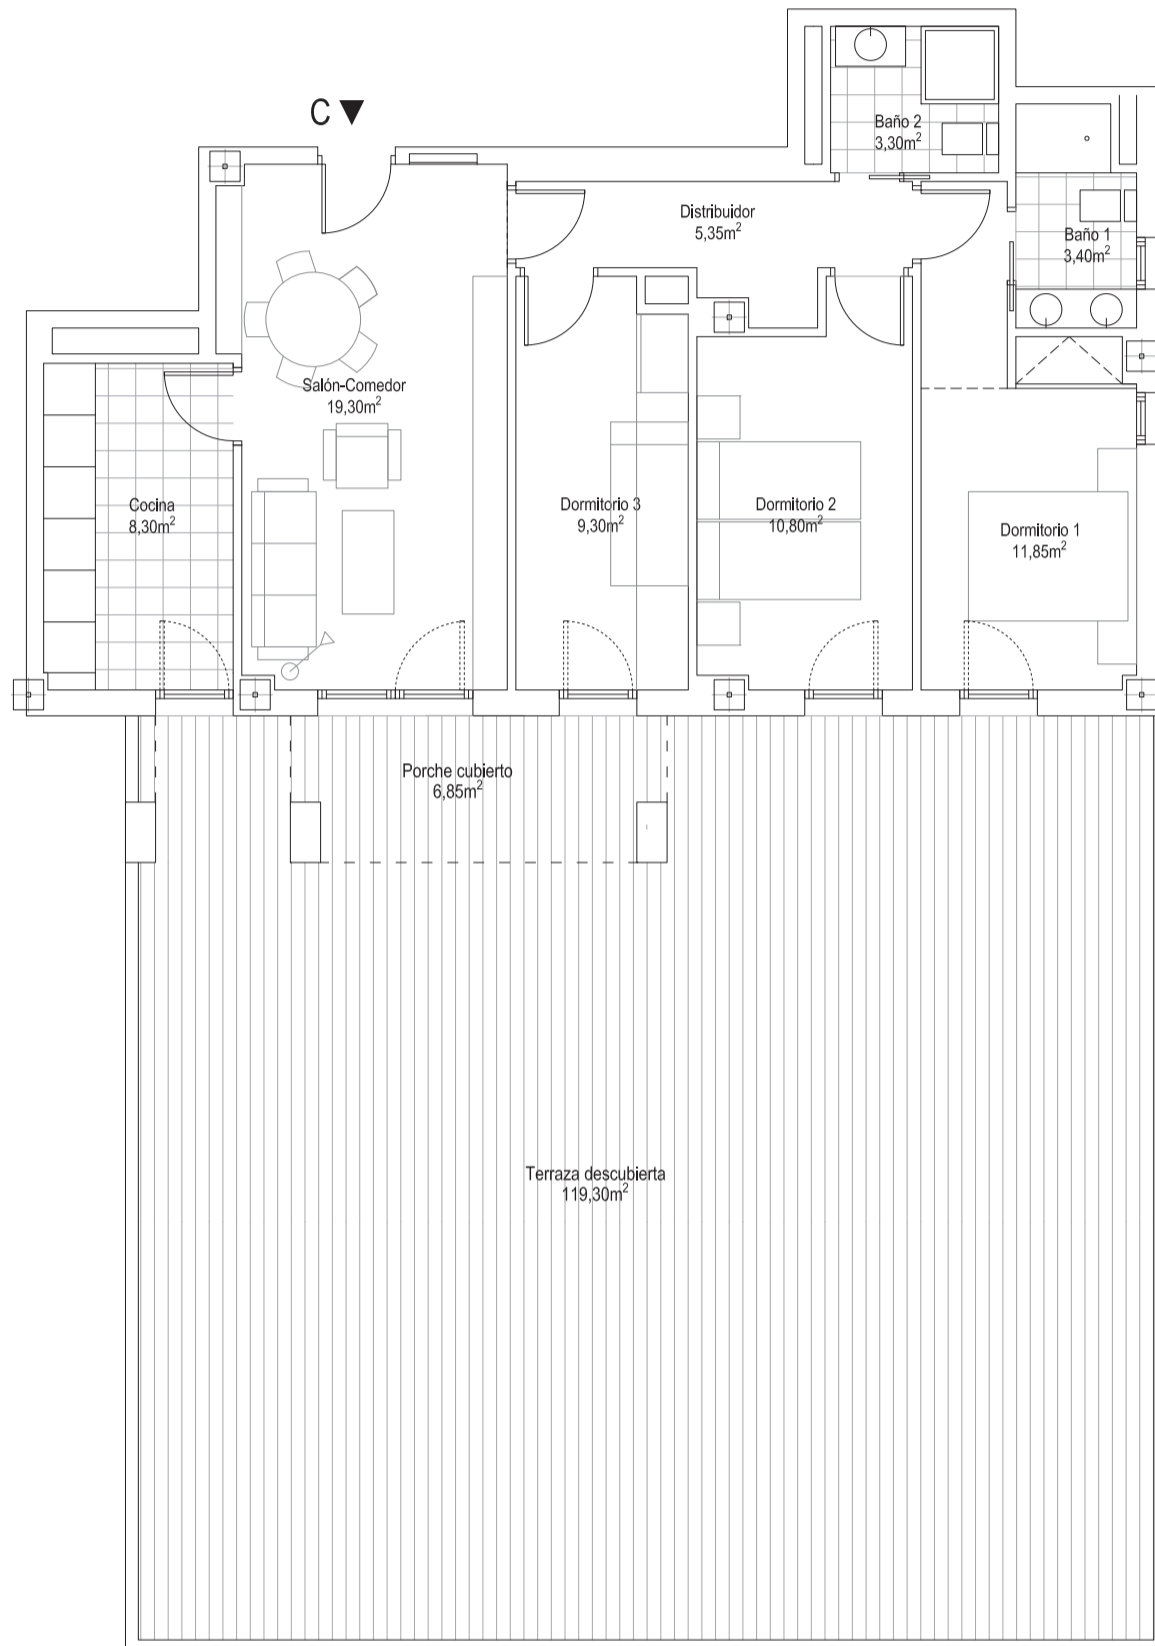 C
Baño 2
3,30m²
Distribuidor
5,35m²
Baño 1
3,40m²
Salón-Comedor
19,30m²
Cocina
8,30m²
Dormitorio 3
9,30m²
Dormitorio 2
10,80m²
Dormitorio 1
11,85m²
Porche cubierto
6,85m²
Terraza descubierta
119,30m²